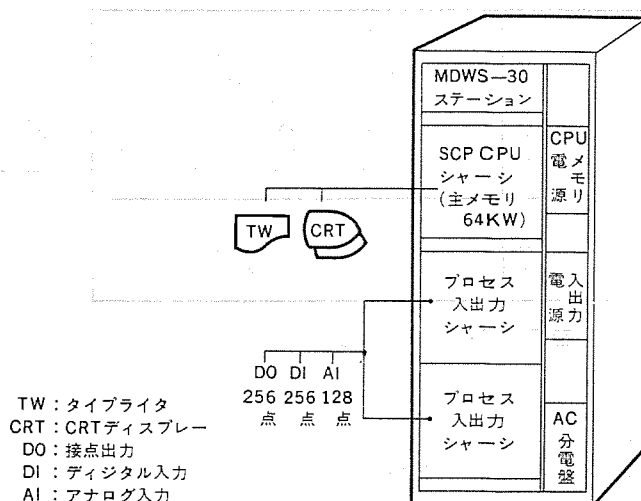 MDWS—30
ステーション
SCP CPU
シャーシ
(主メモリ
64KW)
CPU
メモリ
電源
TW
CRT
プロセス
入出力
シャーシ
入出力
電源
DO DI AI
256 256 128
点 点 点
プロセス
入出力
シャーシ
AC
分電盤
TW：タイプライタ
CRT：CRTディスプレー
DO：接点出力
DI：ディジタル入力
AI：アナログ入力